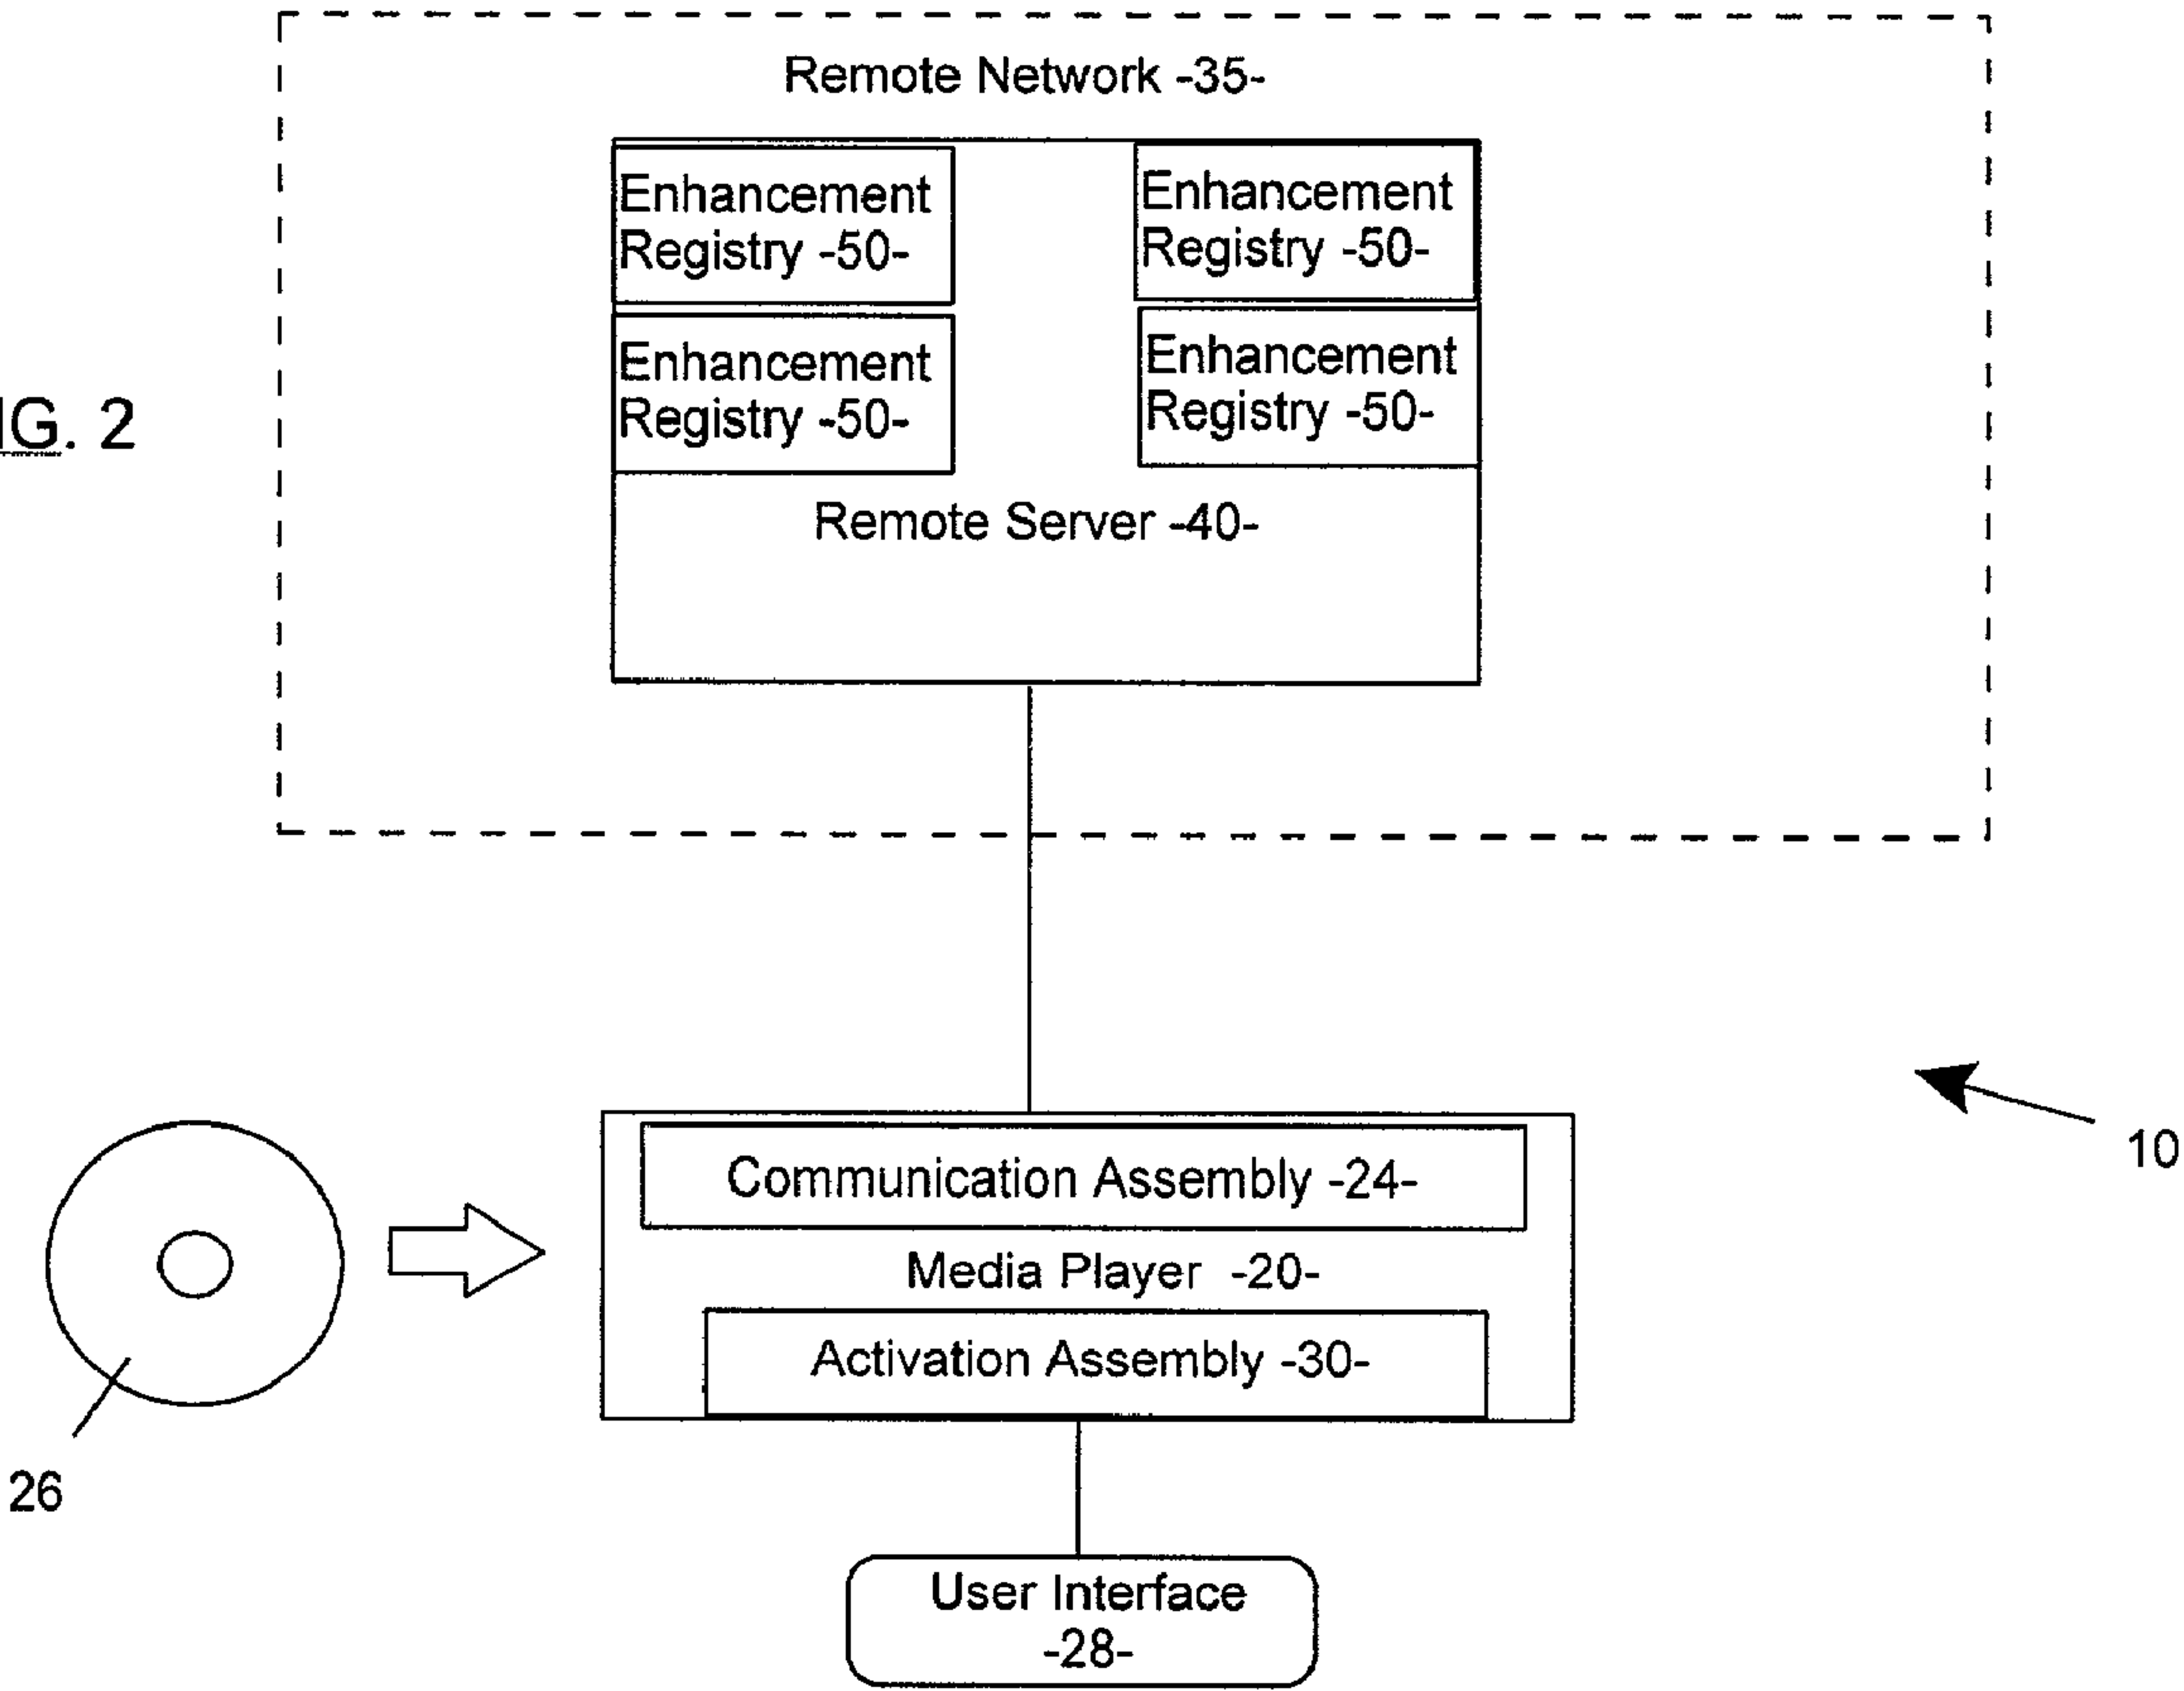 Remote Network -35-
Enhancement
Registry -50-
Enhancement
Registry -50-
Enhancement
Registry -50-
Enhancement
Registry -50-
IG. 2
Remote Server -40-
10
Communication Assembly -24-
Media Player -20-
Activation Assembly -30-
26
User Interface
-28-